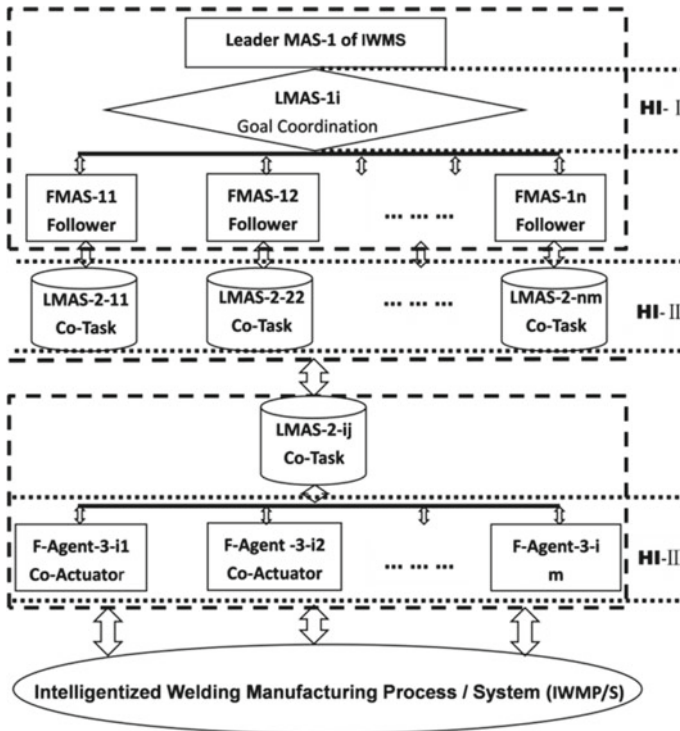 Leader MAS-1 of IWMS
LMAS-1i
Goal Coordination
HI- Ⅰ
FMAS-11
Follower
FMAS-12
Follower
... ... ...
FMAS-1n
Follower
LMAS-2-11
Co-Task
LMAS-2-22
Co-Task
... ... ...
LMAS-2-nm
Co-Task
HI-Ⅱ
LMAS-2-ij
Co-Task
F-Agent-3-i1
Co-Actuator
F-Agent -3-i2
Co-Actuator
... ... ...
F-Agent-3-i
m
HI-Ⅱ
Intelligentized Welding Manufacturing Process / System (IWMP/S)